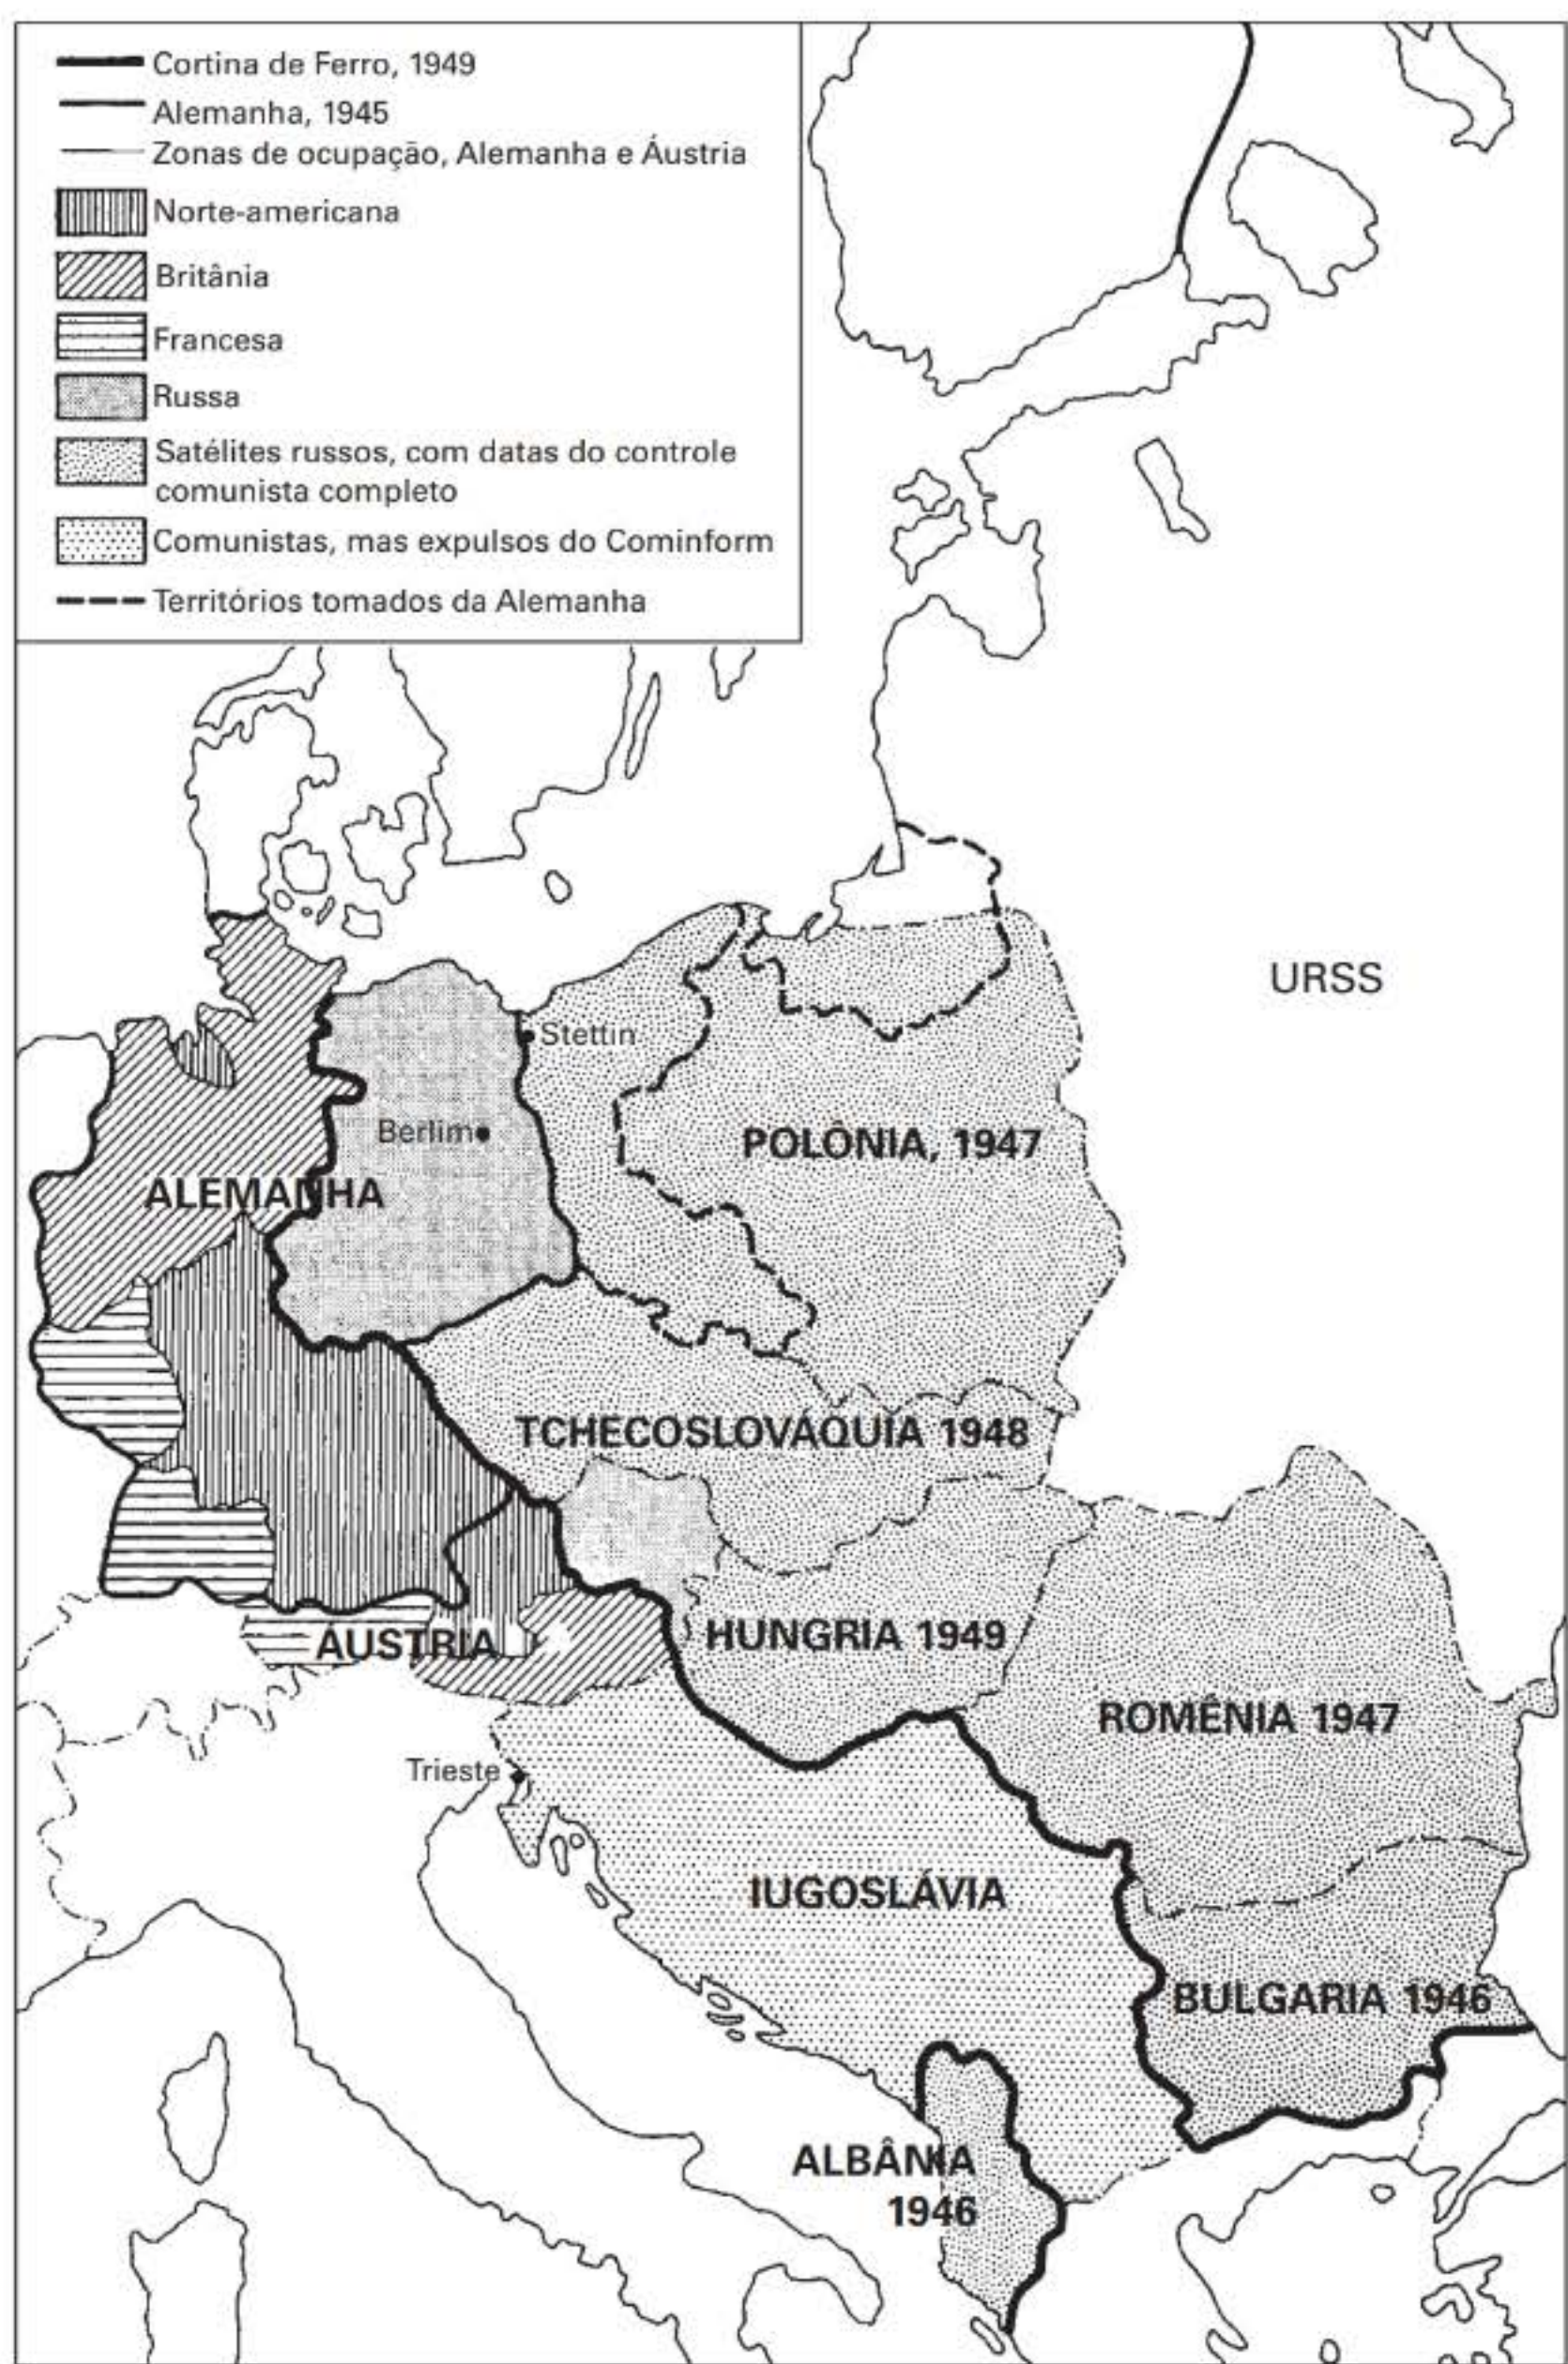 Cortina de Ferro, 1949
Alemanha, 1945
Zonas de ocupação, Alemanha e Áustria
Norte-americana
Britânia
Francesa
Russa
Satélites russos, com datas do controle
comunista completo
Comunistas, mas expulsos do Cominform
Territórios tomados da Alemanha
URSS
Stettin
Berlim
POLÔNIA, 1947
ALEMANHA
TCHECOSLOVÁQUIA 1948
HUNGRIA 1949
ÁUSTRIA
ROMÊNIA 1947
Trieste
IUGOSLÁVIA
BULGARIA 1946
ALBÂNIA
1946